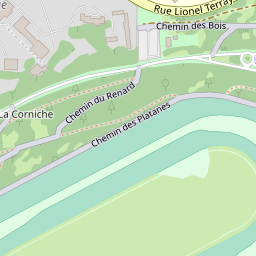 Rue Lionel Terray
Chemin des Bois
Chemin du Renard
La Corniche
Chemin des Platanes